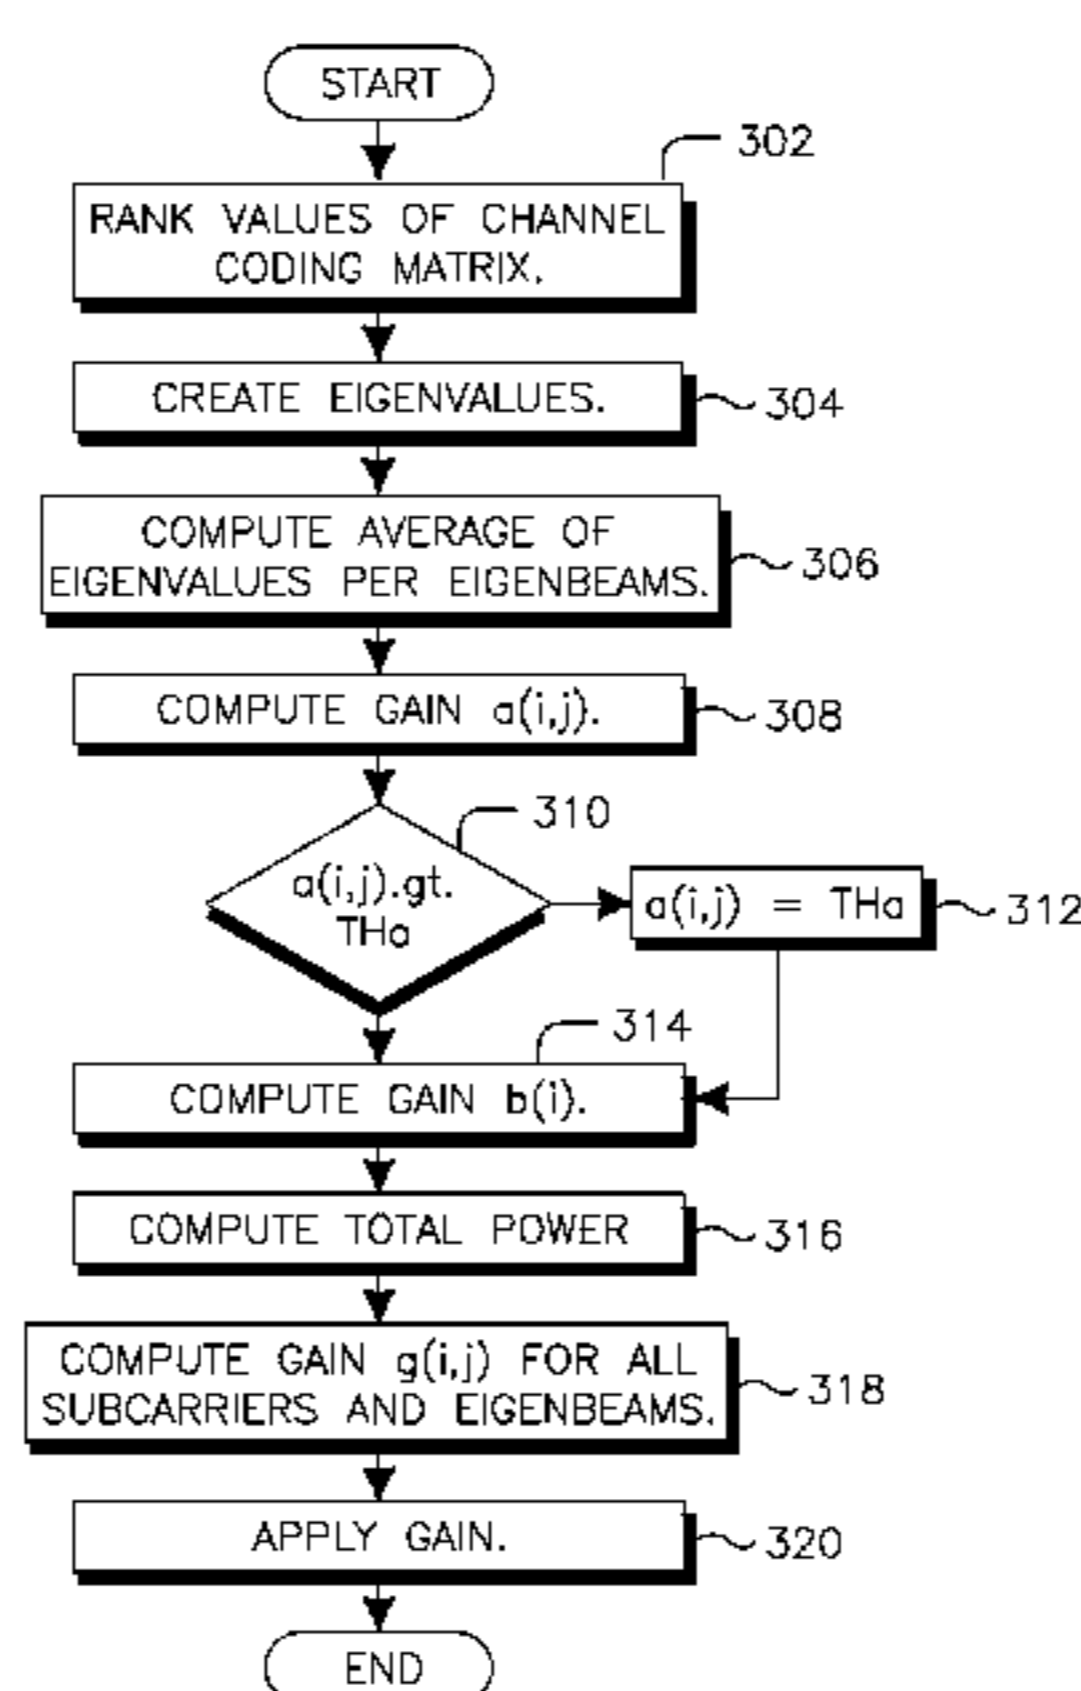 START
302
RANK VALUES OF CHANNEL
CODING MATRIX.
CREATE EIGENVALUES.
304
COMPUTE AVERAGE OF
EIGENVALUES PER EIGENBEAMS.
306
COMPUTE GAIN a(i,j).
308
310
a(i,j).gt.
THa
a(i,j) = THa
312
314
COMPUTE GAIN b(i).
COMPUTE TOTAL POWER
316
COMPUTE GAIN g(i,j) FOR ALL
SUBCARRIERS AND EIGENBEAMS.
318
APPLY GAIN.
320
END